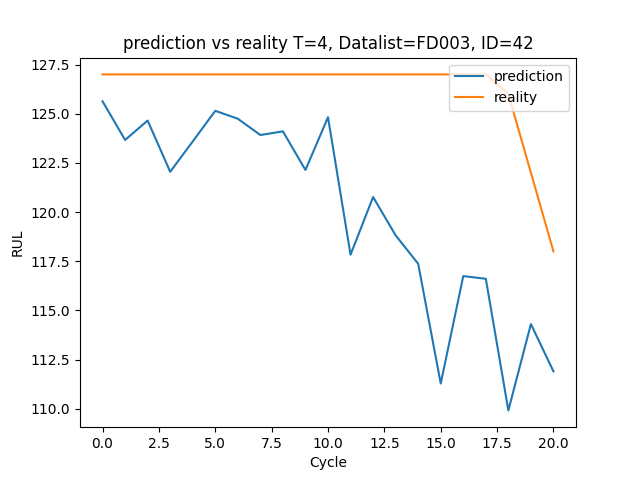 prediction vs reality T=4, Datalist=FD003, ID=42
prediction
reality
127.5
125.0
122.5
120.0
117.5
115.0
112.5
110.0
RUL
0.0 2.5 5.0 7.5 10.0 12.5 15.0 17.5 20.0
Cycle